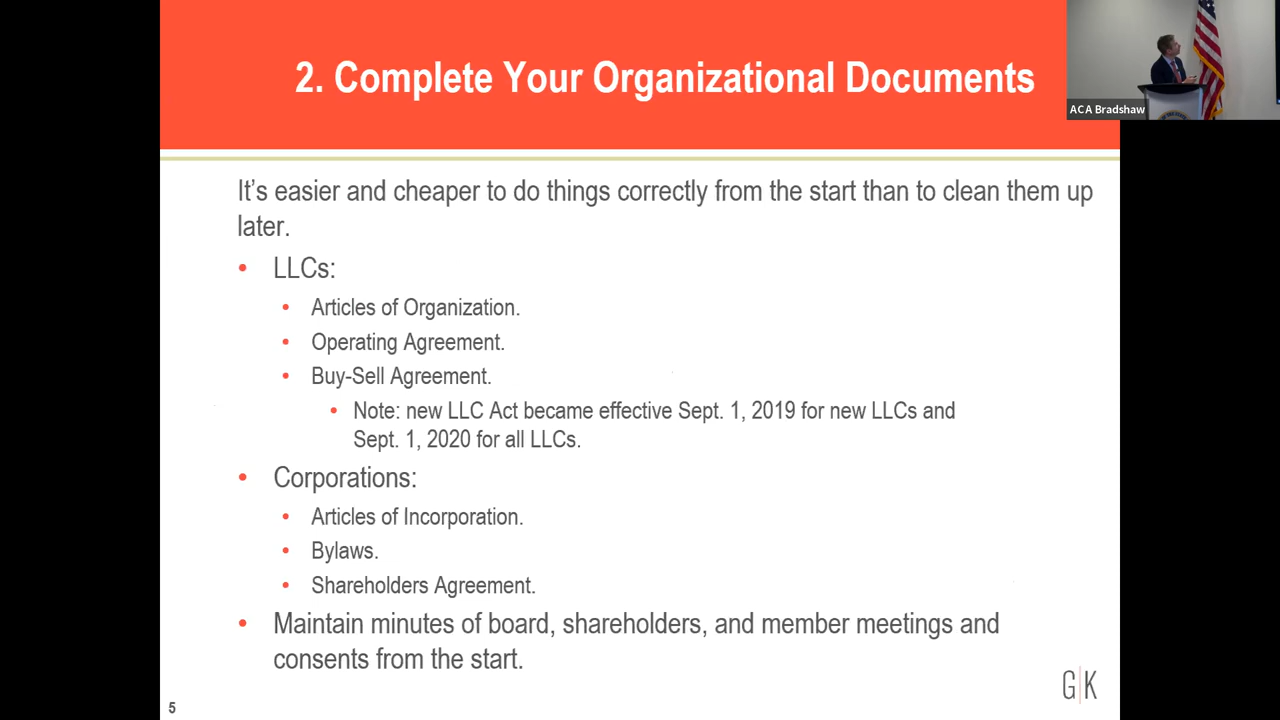 2. Complete Your Organizational Documents
ACA Bradshaw
It’s easier and cheaper to do things correctly from the start than to clean them up
later.
• LLCs:
• Articles of Organization.
• Operating Agreement.
• Buy-Sell Agreement.
• Note: new LLC Act became effective Sept. 1, 2019 for new LLCs and
Sept. 1, 2020 for all LLCs.
• Corporations:
• Articles of Incorporation.
• Bylaws.
• Shareholders Agreement.
• Maintain minutes of board, shareholders, and member meetings and
consents from the start.
G|K
5